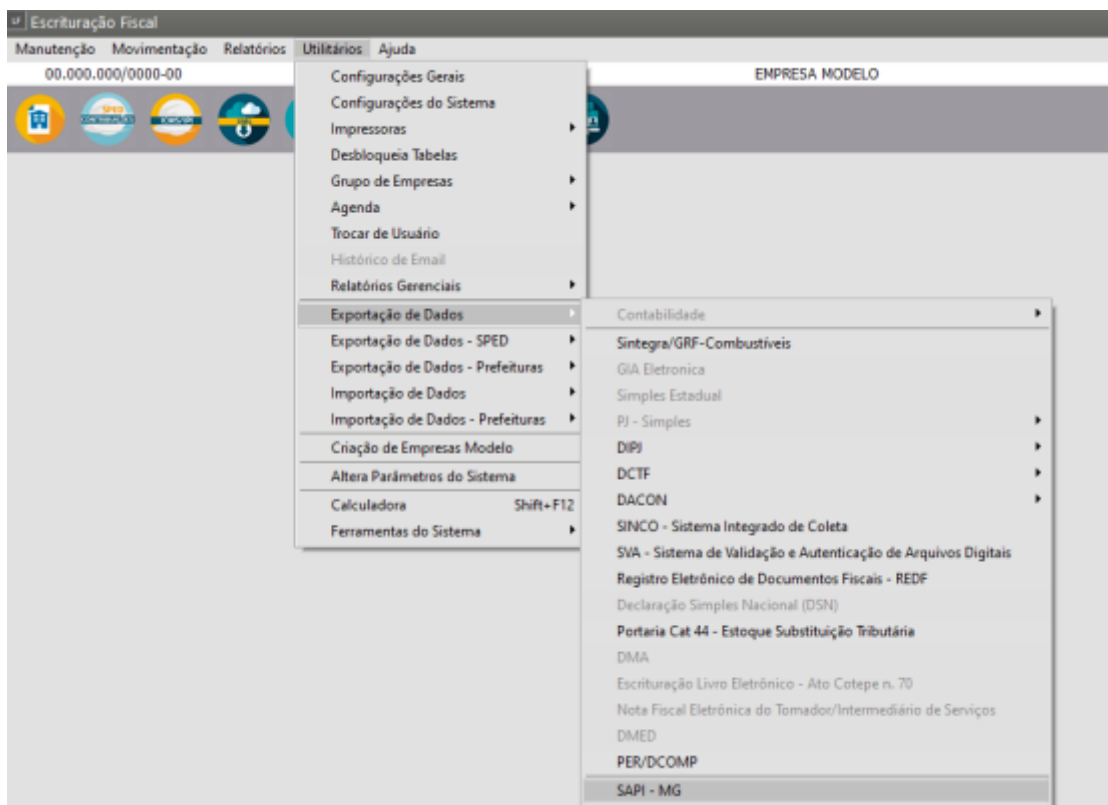 LF Escrituração Fiscal
Manutenção Movimentação Relatórios Utilitários Ajuda
00.000.000/0000-00 EMPRESA MODELO
Configurações Gerais
Configurações do Sistema
Impressoras
Desbloqueia Tabelas
Grupo de Empresas
Agenda
Trocar de Usuário
Histórico de Email
Relatórios Gerenciais
Exportação de Dados
Exportação de Dados - SPED
Exportação de Dados - Prefeituras
Importação de Dados
Importação de Dados - Prefeituras
Criação de Empresas Modelo
Altera Parâmetros do Sistema
Calculadora Shift+F12
Ferramentas do Sistema
Contabilidade
Sintegra/GRF-Combustíveis
GIA Eletronica
Simples Estadual
PJ - Simples
DIPJ
DCTF
DACON
SINCO - Sistema Integrado de Coleta
SVA - Sistema de Validação e Autenticação de Arquivos Digitais
Registro Eletrônico de Documentos Fiscais - REDF
Declaração Simples Nacional (DSN)
Portaria Cat 44 - Estoque Substituição Tributária
DMA
Escrituração Livro Eletrônico - Ato Cotepe n. 70
Nota Fiscal Eletrônica do Tomador/Intermediário de Serviços
DMED
PER/DCOMP
SAPI - MG